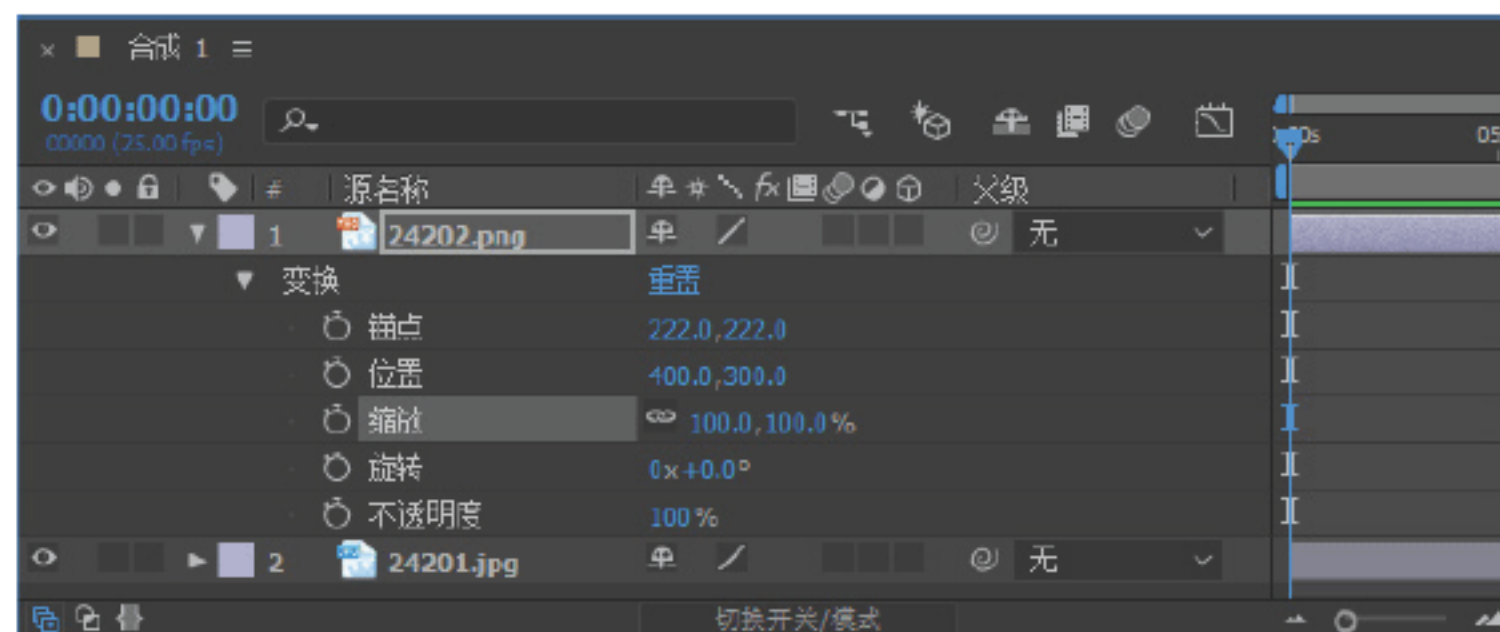 合成 1
0:00:00:00
00000 (25.00 fps)
# 源名称 fx 父级
1 24202.png 无
变换 重置
锚点 222.0,222.0
位置 400.0,300.0
缩放 100.0,100.0%
旋转 0x+0.0°
不透明度 100%
2 24201.jpg 无
切换开关/模式